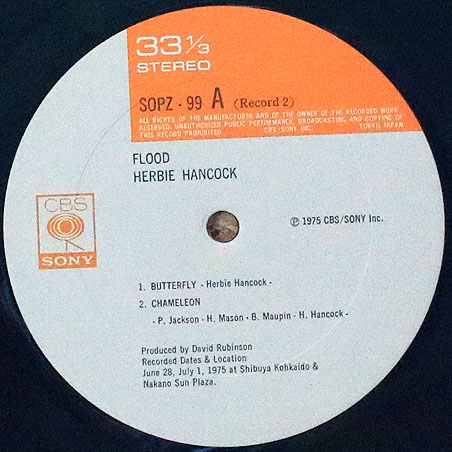 33 1/3
STEREO
SOPZ · 99 A (Record 2)
ALL RIGHTS OF THE MANUFACTURER AND OF THE OWNER OF THE RECORDED WORK
RESERVED. UNAUTHORIZED PUBLIC PERFORMANCE, BROADCASTING AND COPYING OF
THIS RECORD PROHIBITED. CBS/SONY INC. TOKYO, JAPAN
FLOOD
HERBIE HANCOCK
CBS
SONY
℗ 1975 CBS/SONY Inc.
1. BUTTERFLY - Herbie Hancock -
2. CHAMELEON
- P. Jackson - H. Mason - B. Maupin - H. Hancock -
Produced by David Rubinson
Recorded Dates & Location
June 28, July 1, 1975 at Shibuya Kohkaido &
Nakano Sun Plaza.